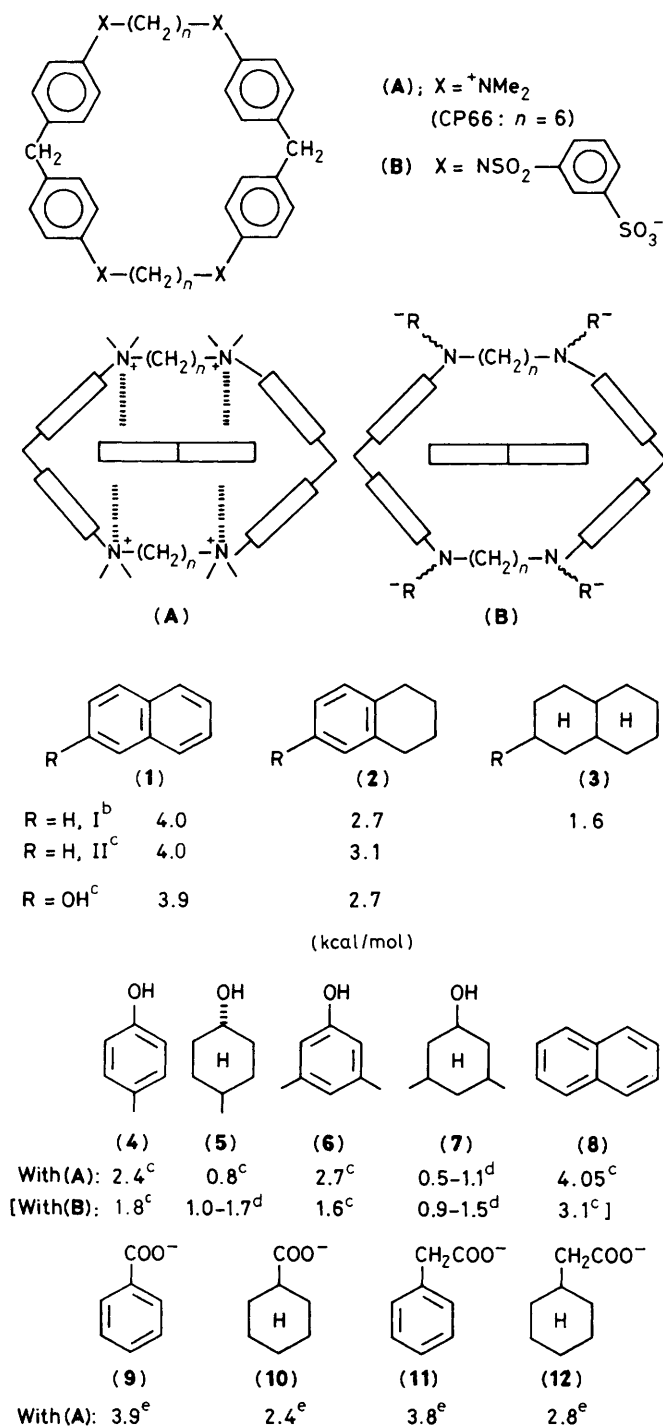 X–(CH₂)ₙ–X
(A); X = ⁺NMe₂
(CP66: n = 6)
CH₂ CH₂
(B) X = NSO₂
SO₃⁻
X–(CH₂)ₙ–X
⁻R R⁻
N⁺–(CH₂)ₙ–N⁺ N–(CH₂)ₙ–N
N⁺–(CH₂)ₙ–N⁺ N–(CH₂)ₙ–N
⁻R R⁻
(A) (B)
H H
R R R
(1) (2) (3)
R = H, Iᵇ 4.0 2.7 1.6
R = H, IIᶜ 4.0 3.1
R = OHᶜ 3.9 2.7
(kcal/mol)
OH OH OH OH
H H
(4) (5) (6) (7) (8)
With(A): 2.4ᶜ 0.8ᶜ 2.7ᶜ 0.5–1.1ᵈ 4.05ᶜ
[With(B): 1.8ᶜ 1.0–1.7ᵈ 1.6ᶜ 0.9–1.5ᵈ 3.1ᶜ ]
COO⁻ COO⁻ CH₂COO⁻ CH₂COO⁻
H H
(9) (10) (11) (12)
With(A): 3.9ᵉ 2.4ᵉ 3.8ᵉ 2.8ᵉ